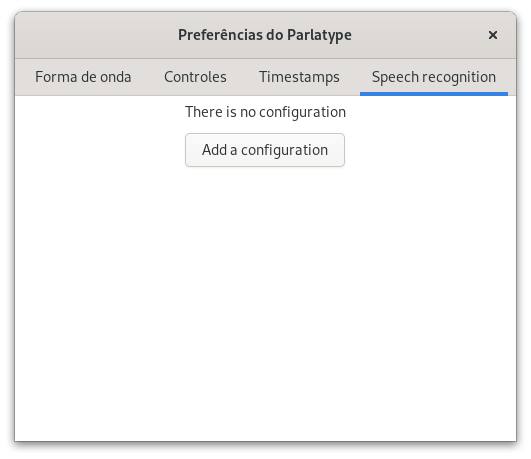 Preferências do Parlatype
Forma de onda Controles Timestamps Speech recognition
There is no configuration
Add a configuration